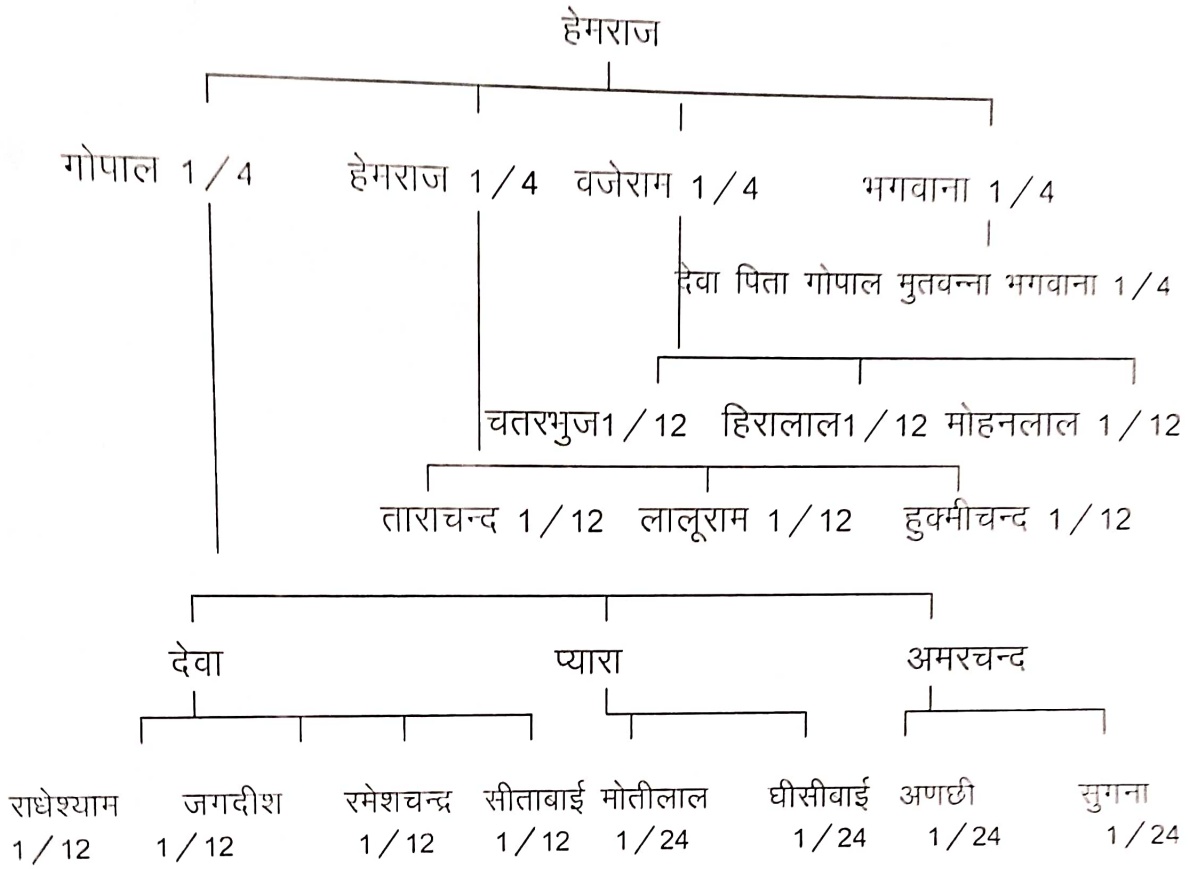 हेमराज
गोपाल 1/4 हेमराज 1/4 वजेराम 1/4 भगवाना 1/4
देवा पिता गोपाल मुतवन्ना भगवाना 1/4
चतरभुज1/12 हिरालाल1/12 मोहनलाल 1/12
ताराचन्द 1/12 लालूराम 1/12 हुक्मीचन्द 1/12
देवा प्यारा अमरचन्द
राधेश्याम जगदीश रमेशचन्द्र सीताबाई मोतीलाल घीसीवाई अणछी सुगना
1/12 1/12 1/12 1/12 1/24 1/24 1/24 1/24